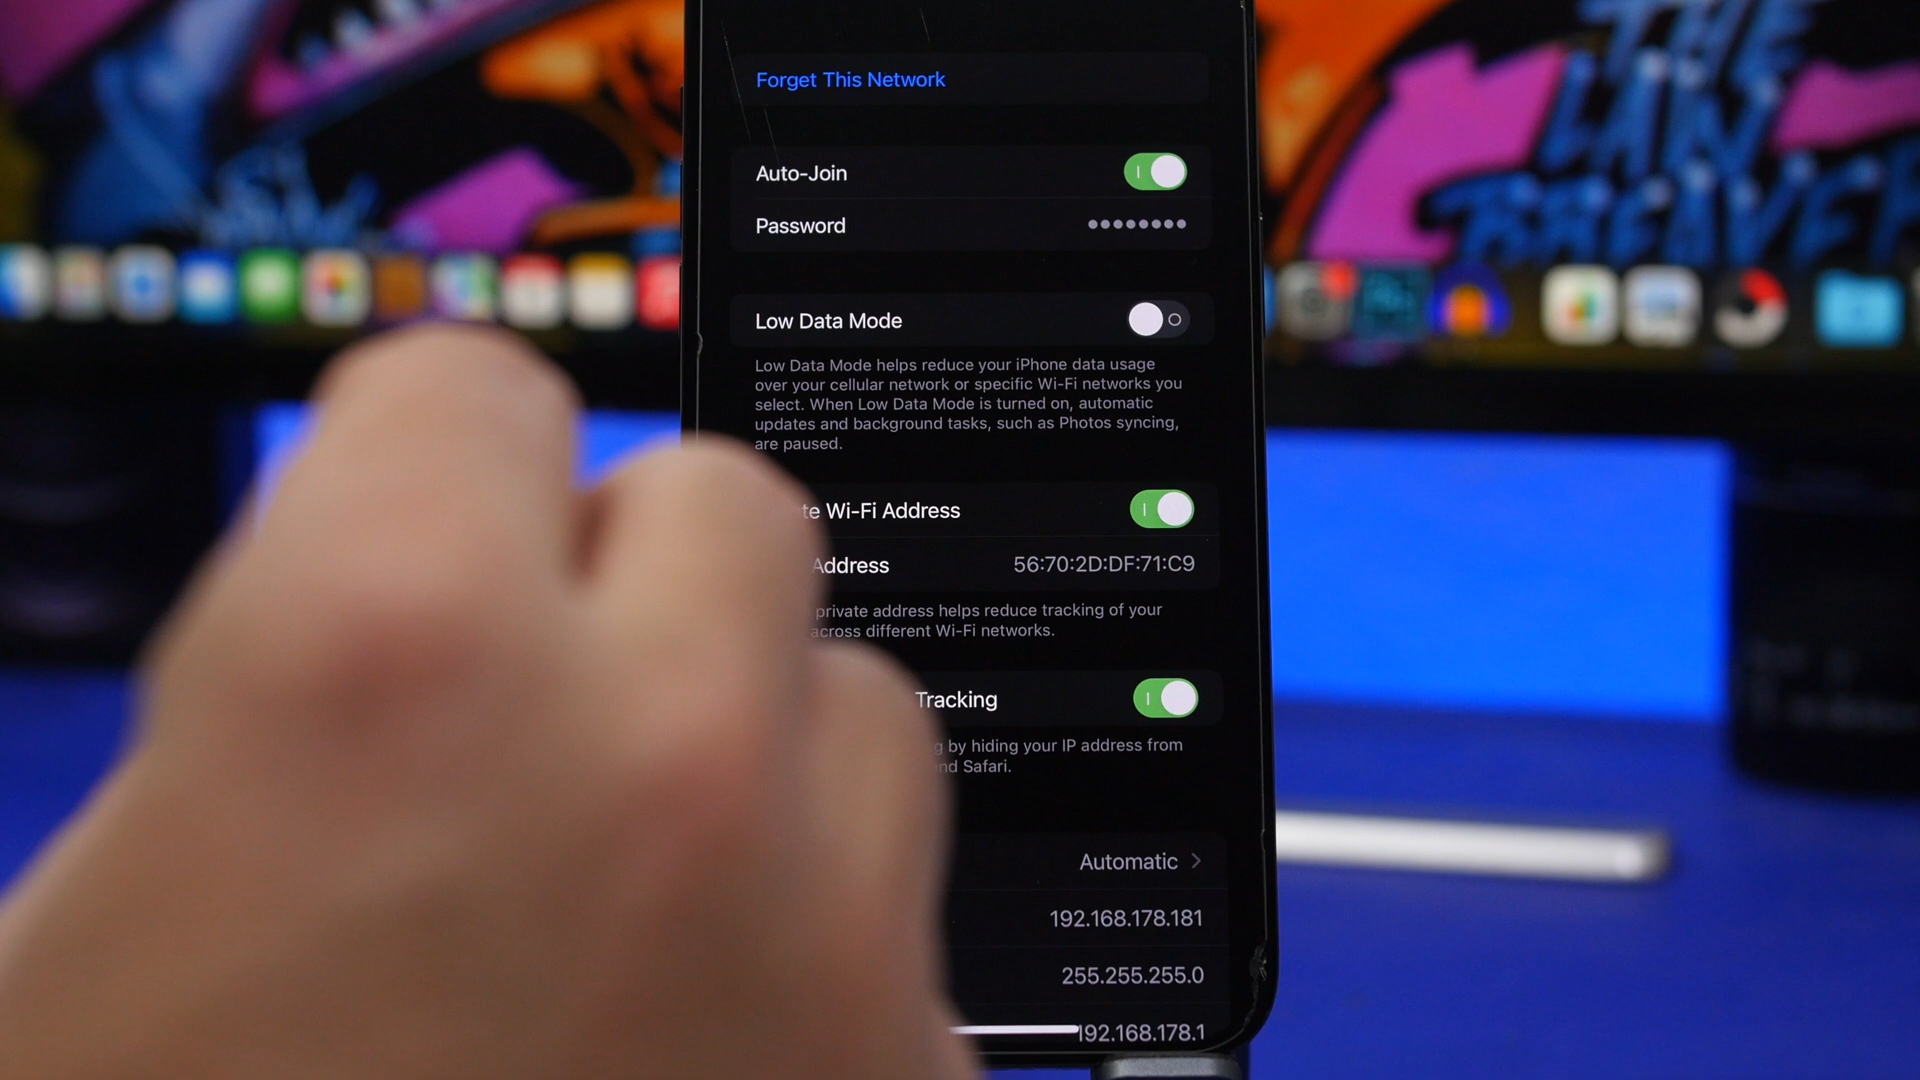 THE
LAN
Forget This Network
Auto-Join
Password
Low Data Mode
Low Data Mode helps reduce your iPhone data usage
over your cellular network or specific Wi-Fi networks you
select. When Low Data Mode is turned on, automatic
updates and background tasks, such as Photos syncing,
are paused.
te Wi-Fi Address
Address 56:70:2D:DF:71:C9
private address helps reduce tracking of your
across different Wi-Fi networks.
Tracking
g by hiding your IP address from
nd Safari.
Automatic
192.168.178.181
255.255.255.0
192.168.178.1